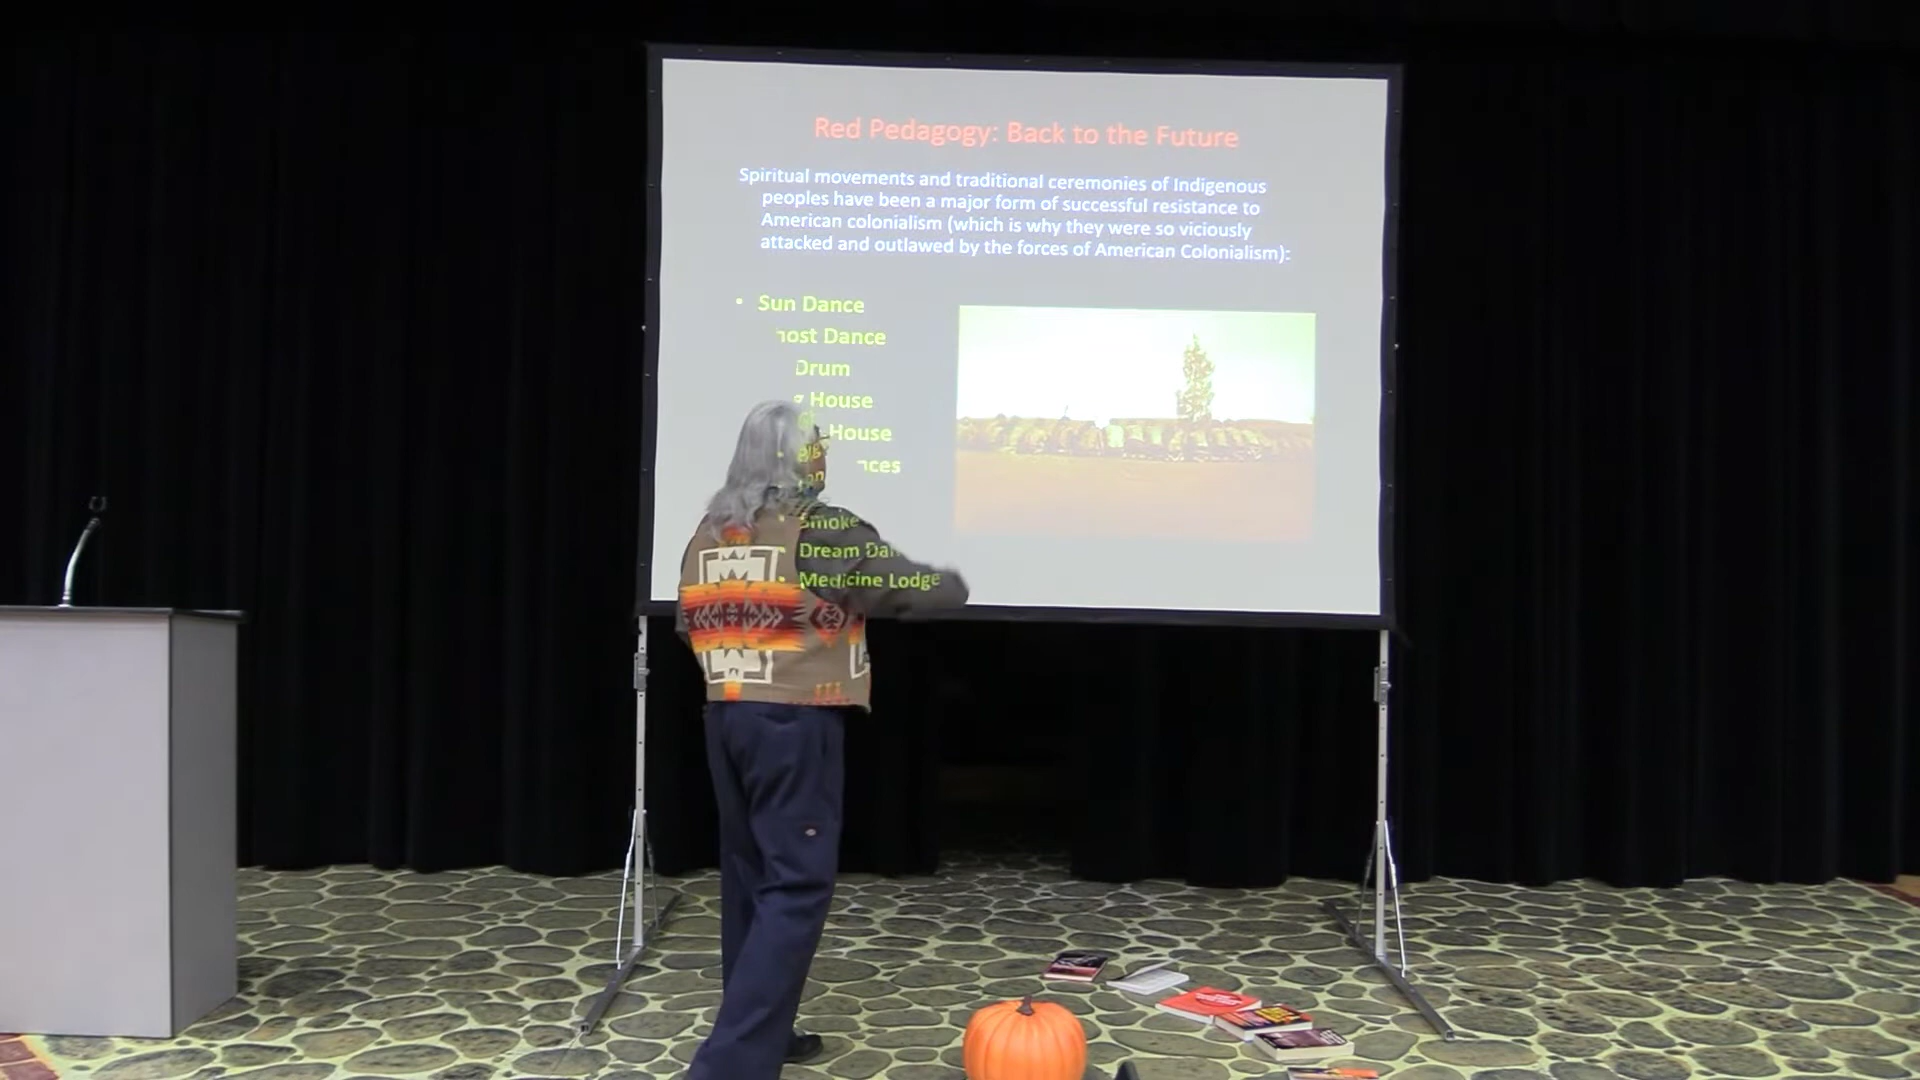 Red Pedagogy: Back to the Future
Spiritual movements and traditional ceremonies of Indigenous
peoples have been a major form of successful resistance to
American colonialism (which is why they were so viciously
attacked and outlawed by the forces of American Colonialism):
• Sun Dance
Dance
Drum
House
House
• Smoke
• Dream
• Medicine Lodge